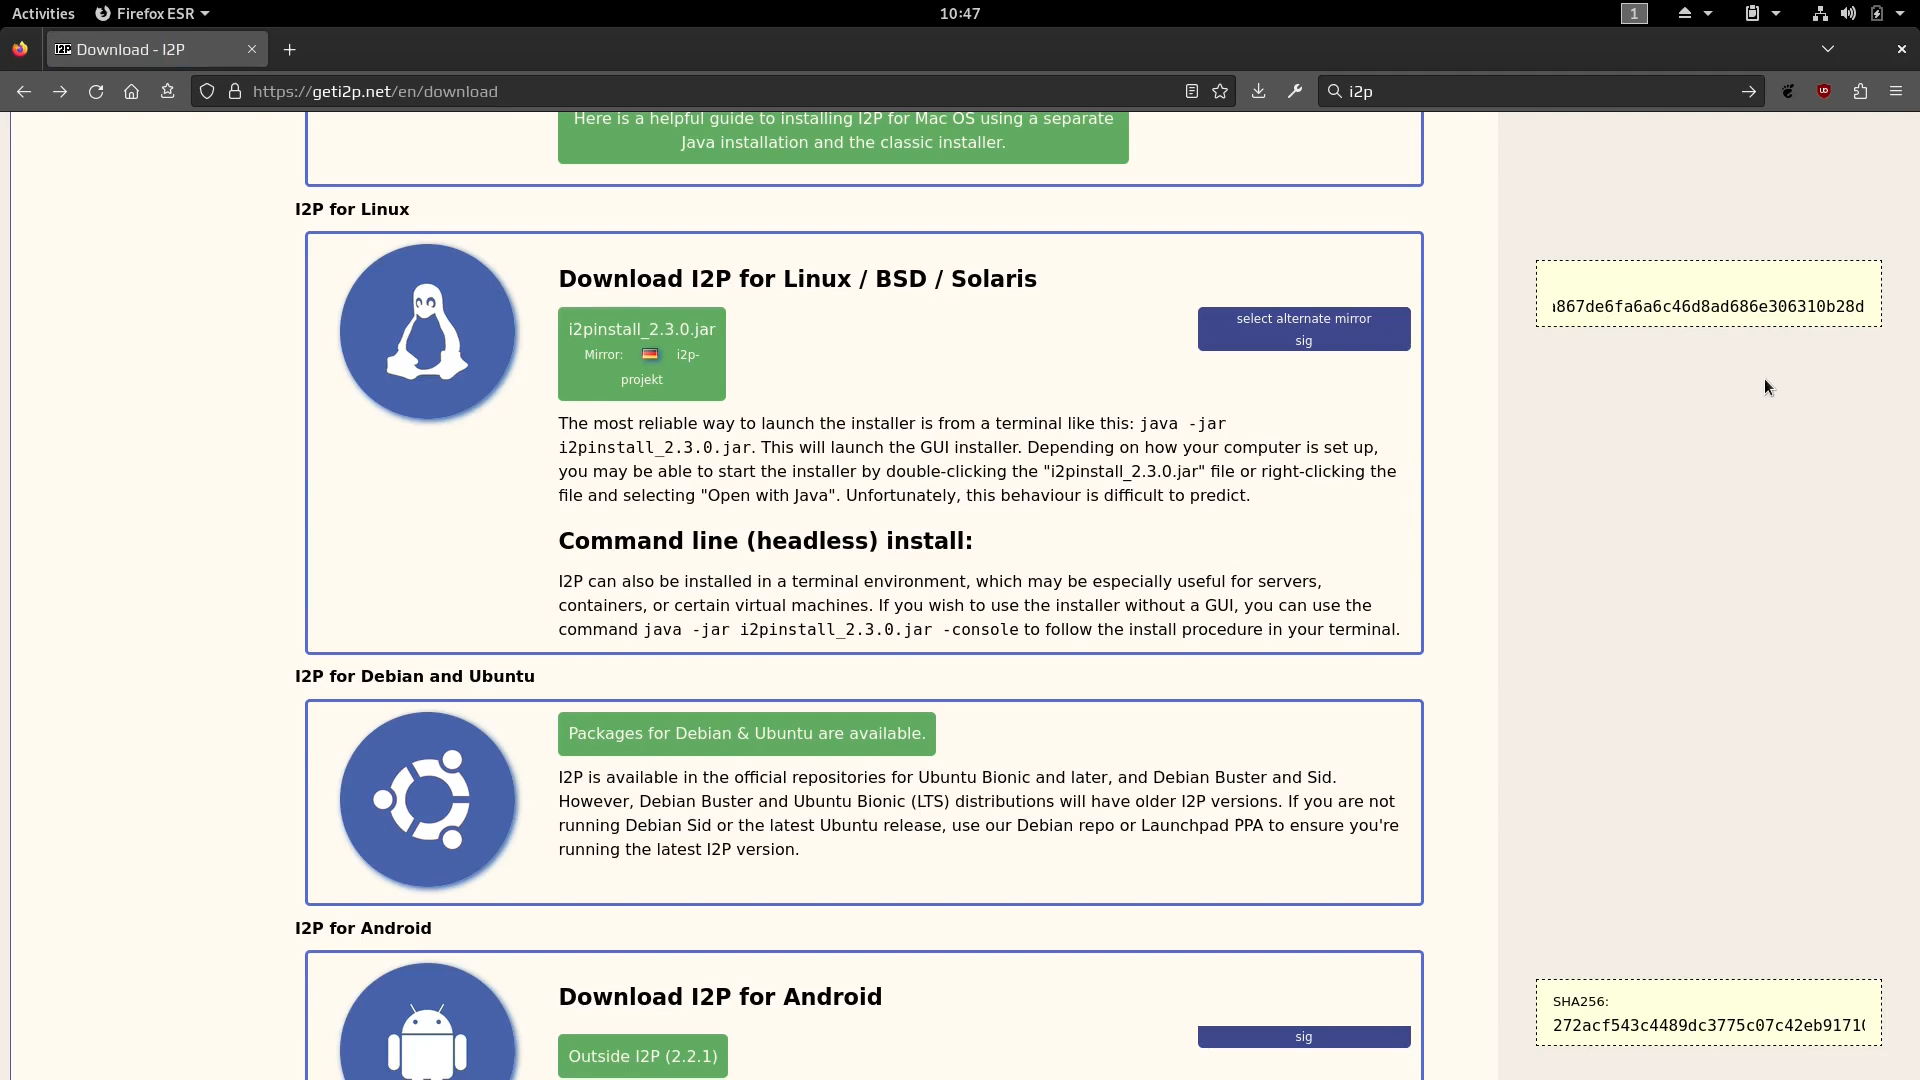 Activities Firefox ESR 10:47 1
Download - I2P
https://geti2p.net/en/download i2p
Here is a helpful guide to installing I2P for Mac OS using a separate
Java installation and the classic installer.
I2P for Linux
Download I2P for Linux / BSD / Solaris
i2pinstall_2.3.0.jar
Mirror: i2p-
projekt
select alternate mirror
sig
867de6fa6a6c46d8ad686e306310b28d
The most reliable way to launch the installer is from a terminal like this: java -jar
i2pinstall_2.3.0.jar. This will launch the GUI installer. Depending on how your computer is set up,
you may be able to start the installer by double-clicking the "i2pinstall_2.3.0.jar" file or right-clicking the
file and selecting "Open with Java". Unfortunately, this behaviour is difficult to predict.
Command line (headless) install:
I2P can also be installed in a terminal environment, which may be especially useful for servers,
containers, or certain virtual machines. If you wish to use the installer without a GUI, you can use the
command java -jar i2pinstall_2.3.0.jar -console to follow the install procedure in your terminal.
I2P for Debian and Ubuntu
Packages for Debian & Ubuntu are available.
I2P is available in the official repositories for Ubuntu Bionic and later, and Debian Buster and Sid.
However, Debian Buster and Ubuntu Bionic (LTS) distributions will have older I2P versions. If you are not
running Debian Sid or the latest Ubuntu release, use our Debian repo or Launchpad PPA to ensure you're
running the latest I2P version.
I2P for Android
Download I2P for Android
Outside I2P (2.2.1)
sig
SHA256:
272acf543c4489dc3775c07c42eb9171